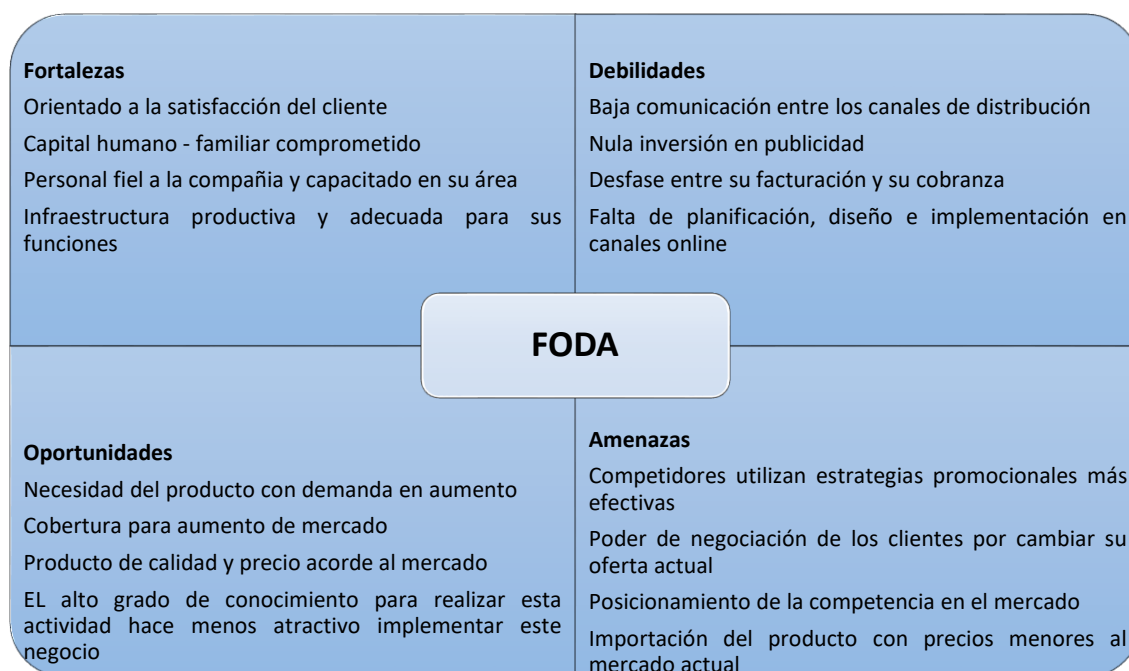 Fortalezas
Orientado a la satisfacción del cliente
Capital humano - familiar comprometido
Personal fiel a la compañia y capacitado en su área
Infraestructura productiva y adecuada para sus
funciones
Debilidades
Baja comunicación entre los canales de distribución
Nula inversión en publicidad
Desfase entre su facturación y su cobranza
Falta de planificación, diseño e implementación en
canales online
FODA
Oportunidades
Necesidad del producto con demanda en aumento
Cobertura para aumento de mercado
Producto de calidad y precio acorde al mercado
EL alto grado de conocimiento para realizar esta
actividad hace menos atractivo implementar este
negocio
Amenazas
Competidores utilizan estrategias promocionales más
efectivas
Poder de negociación de los clientes por cambiar su
oferta actual
Posicionamiento de la competencia en el mercado
Importación del producto con precios menores al
mercado actual